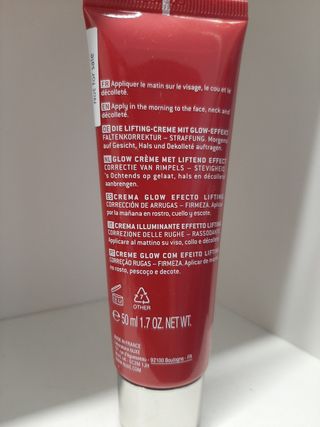 Not for sale
FR Appliquer le matin sur le visage, le cou et le
décolleté.
EN Apply in the morning to the face, neck and
décolleté.
DE DIE LIFTING-CREME MIT GLOW-EFFEKT
FALTENKORREKTUR – STRAFFUNG. Morgens
auf Gesicht, Hals und Dekolleté auftragen.
NL GLOW CRÈME MET LIFTEND EFFECT
CORRECTIE VAN RIMPELS – STEVIGHEID
's Ochtends op gelaat, hals en décolleté
aanbrengen.
ES CREMA GLOW EFECTO LIFTING
CORRECCIÓN DE ARRUGAS – FIRMEZA. Aplicar
por la mañana en rostro, cuello y escote.
IT CREMA ILLUMINANTE EFFETTO LIFTING
CORREZIONE DELLE RUGHE – RASSODANTE
Applicare al mattino su viso, collo e décolleté.
PT CREME GLOW COM EFEITO LIFTING
CORREÇÃO RUGAS – FIRMEZA. Aplicar de manhã
no rosto, pescoço e decote.
OTHER
e 50 ml 1.7 OZ. NET WT.
MADE IN FRANCE
92100 Boulogne - FR